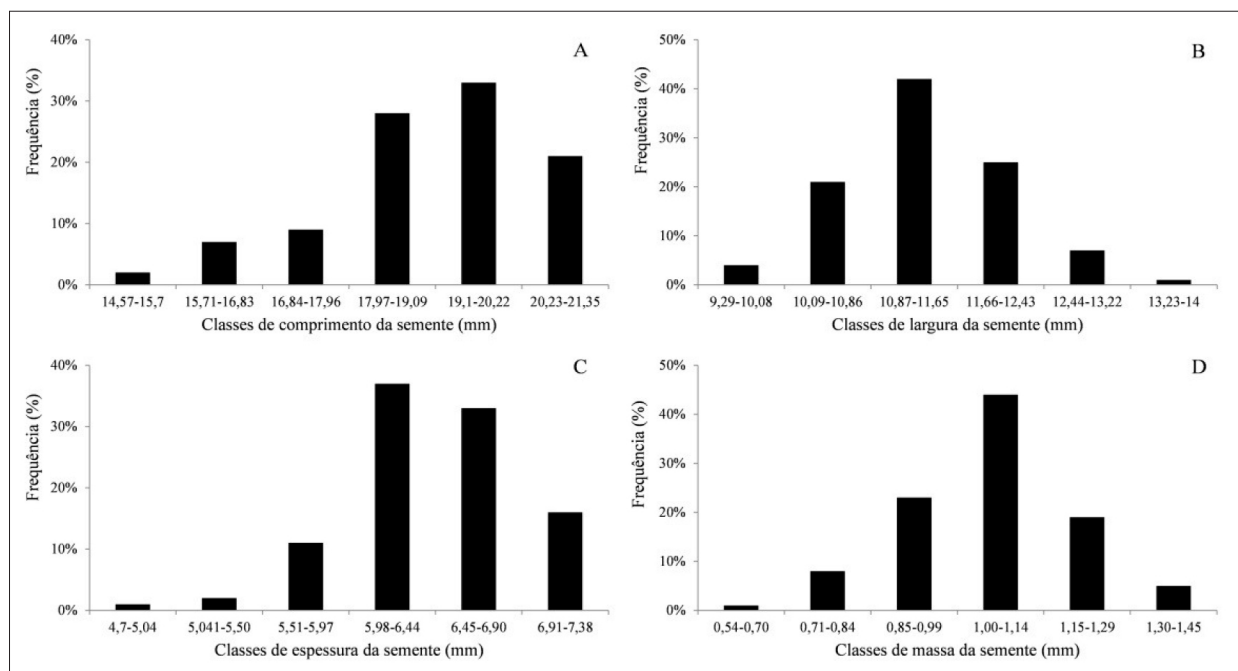 A
Frequência (%)
40%
30%
20%
10%
0%
14,57-15,7 15,71-16,83 16,84-17,96 17,97-19,09 19,1-20,22 20,23-21,35
Classes de comprimento da semente (mm)
B
Frequência (%)
50%
40%
30%
20%
10%
0%
9,29-10,08 10,09-10,86 10,87-11,65 11,66-12,43 12,44-13,22 13,23-14
Classes de largura da semente (mm)
C
Frequência (%)
40%
30%
20%
10%
0%
4,7-5,04 5,041-5,50 5,51-5,97 5,98-6,44 6,45-6,90 6,91-7,38
Classes de espessura da semente (mm)
D
Frequência (%)
50%
40%
30%
20%
10%
0%
0,54-0,70 0,71-0,84 0,85-0,99 1,00-1,14 1,15-1,29 1,30-1,45
Classes de massa da semente (mm)